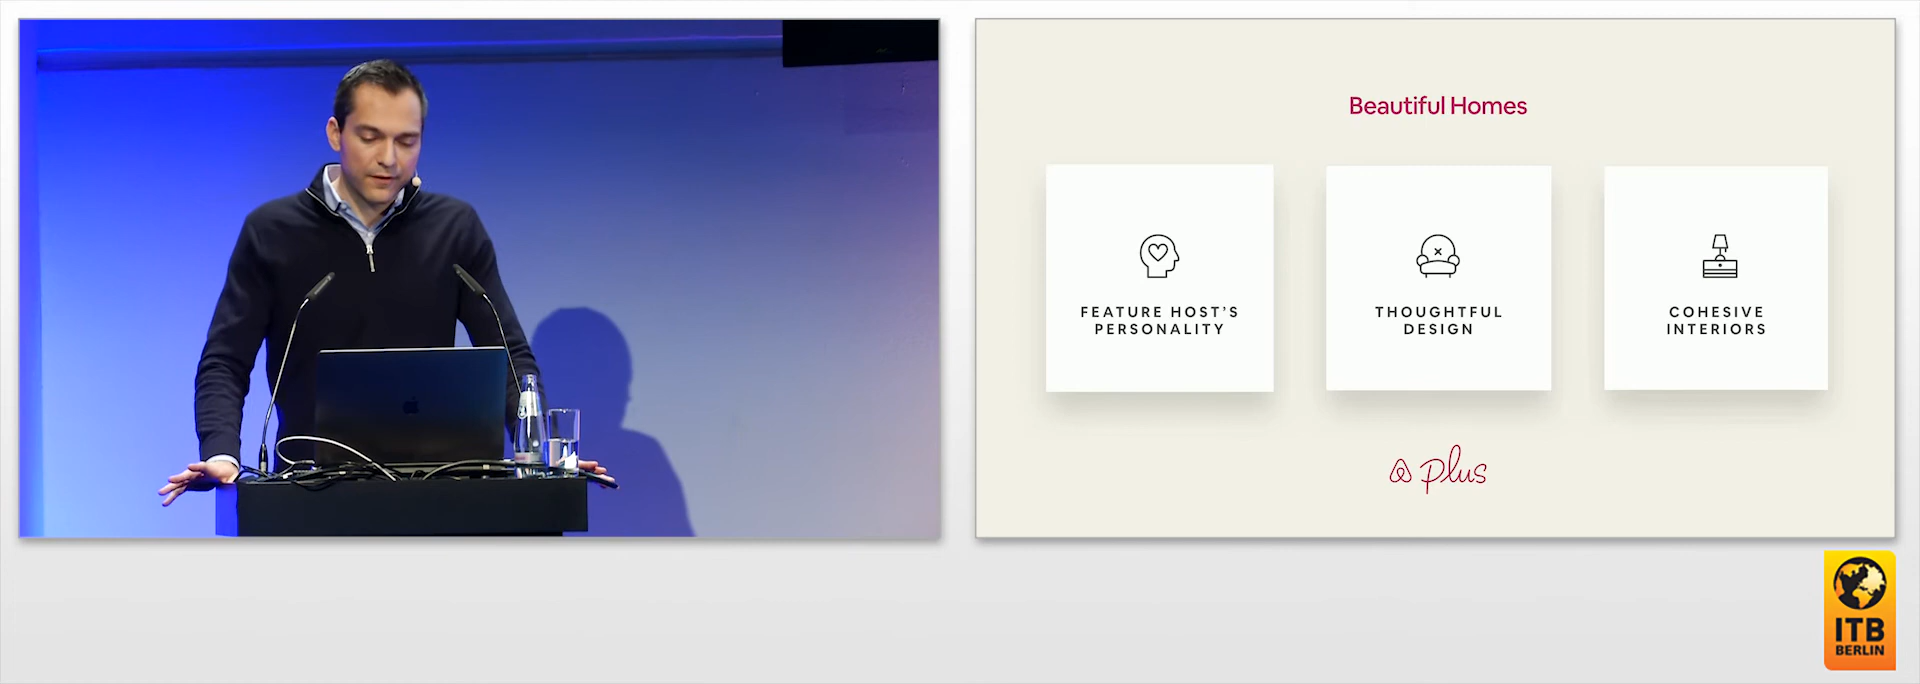 Beautiful Homes
FEATURE HOST'S
PERSONALITY
THOUGHTFUL
DESIGN
COHESIVE
INTERIORS
plus
ITB
BERLIN